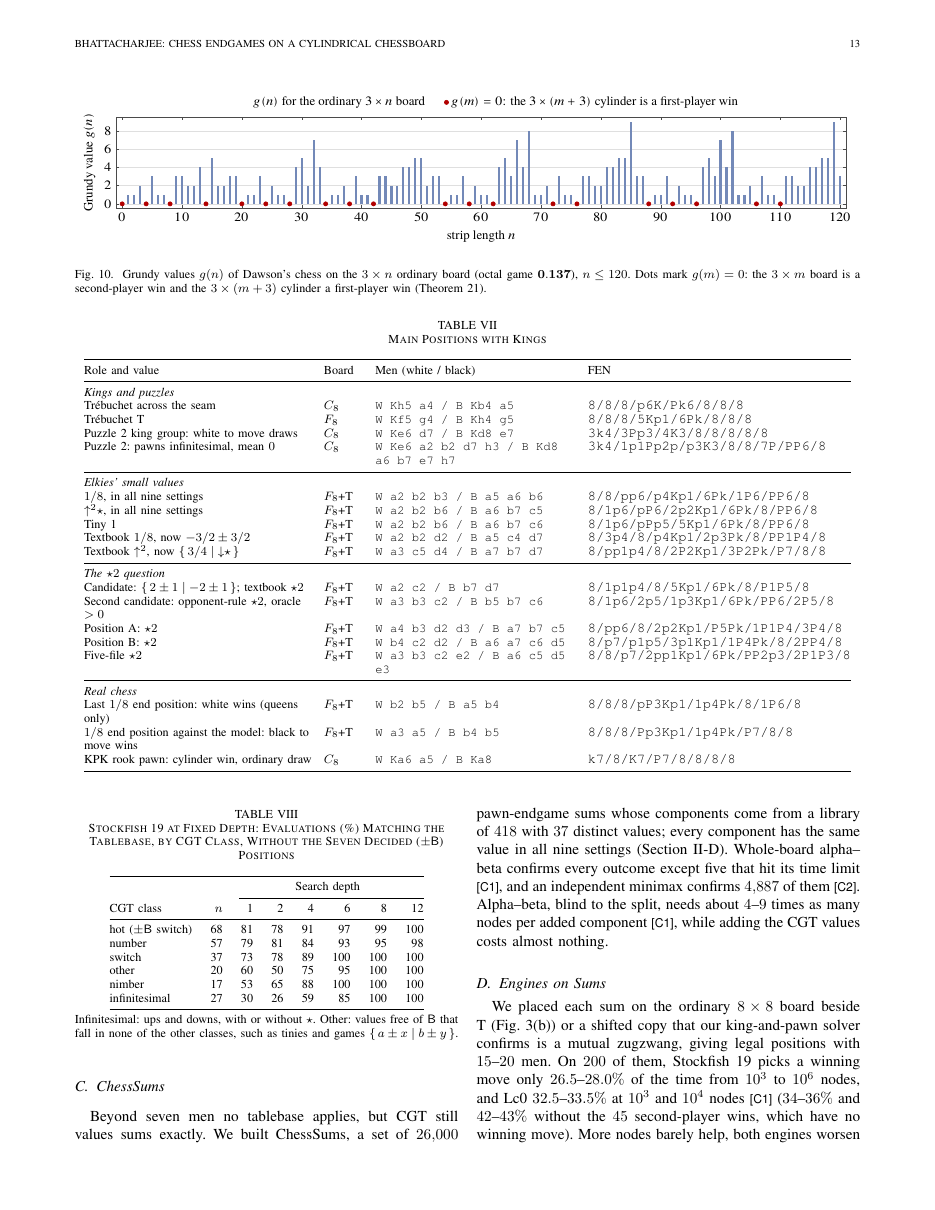 BHATTACHARJEE: CHESS ENDGAMES ON A CYLINDRICAL CHESSBOARD 13
g(n) for the ordinary 3 × n board • g(m) = 0: the 3 × (m + 3) cylinder is a first-player win
Grundy value g(n)
8
6
4
2
0
0 10 20 30 40 50 60 70 80 90 100 110 120
strip length n
Fig. 10. Grundy values g(n) of Dawson's chess on the 3 × n ordinary board (octal game 0.137), n ≤ 120. Dots mark g(m) = 0: the 3 × m board is a
second-player win and the 3 × (m + 3) cylinder a first-player win (Theorem 21).
TABLE VII
MAIN POSITIONS WITH KINGS
Role and value Board Men (white / black) FEN
Kings and puzzles
Trébuchet across the seam C8 W Kh5 a4 / B Kb4 a5 8/8/8/p6K/Pk6/8/8/8
Trébuchet T F8 W Kf5 g4 / B Kh4 g5 8/8/8/5Kp1/6Pk/8/8/8
Puzzle 2 king group: white to move draws C8 W Ke6 d7 / B Kd8 e7 3k4/3Pp3/4K3/8/8/8/8/8
Puzzle 2: pawns infinitesimal, mean 0 C8 W Ke6 a2 b2 d7 h3 / B Kd8 3k4/1p1Pp2p/p3K3/8/8/7P/PP6/8
a6 b7 e7 h7
Elkies' small values
1/8, in all nine settings F8+T W a2 b2 b3 / B a5 a6 b6 8/8/pp6/p4Kp1/6Pk/1P6/PP6/8
↑²⋆, in all nine settings F8+T W a2 b2 b6 / B a6 b7 c5 8/1p6/pP6/2p2Kp1/6Pk/8/PP6/8
Tiny 1 F8+T W a2 b2 b6 / B a6 b7 c6 8/1p6/pPp5/5Kp1/6Pk/8/PP6/8
Textbook 1/8, now −3/2 ± 3/2 F8+T W a2 b2 d2 / B a5 c4 d7 8/3p4/8/p4Kp1/2p3Pk/8/PP1P4/8
Textbook ↑², now { 3/4 | ↓⋆ } F8+T W a3 c5 d4 / B a7 b7 d7 8/pp1p4/8/2P2Kp1/3P2Pk/P7/8/8
The ⋆2 question
Candidate: { 2 ± 1 | −2 ± 1 }; textbook ⋆2 F8+T W a2 c2 / B b7 d7 8/1p1p4/8/5Kp1/6Pk/8/P1P5/8
Second candidate: opponent-rule ⋆2, oracle F8+T W a3 b3 c2 / B b5 b7 c6 8/1p6/2p5/1p3Kp1/6Pk/PP6/2P5/8
> 0
Position A: ⋆2 F8+T W a4 b3 d2 d3 / B a7 b7 c5 8/pp6/8/2p2Kp1/P5Pk/1P1P4/3P4/8
Position B: ⋆2 F8+T W b4 c2 d2 / B a6 a7 c6 d5 8/p7/p1p5/3p1Kp1/1P4Pk/8/2PP4/8
Five-file ⋆2 F8+T W a3 b3 c2 e2 / B a6 c5 d5 8/8/p7/2pp1Kp1/6Pk/PP2p3/2P1P3/8
e3
Real chess
Last 1/8 end position: white wins (queens F8+T W b2 b5 / B a5 b4 8/8/8/pP3Kp1/1p4Pk/8/1P6/8
only)
1/8 end position against the model: black to F8+T W a3 a5 / B b4 b5 8/8/8/Pp3Kp1/1p4Pk/P7/8/8
move wins
KPK rook pawn: cylinder win, ordinary draw C8 W Ka6 a5 / B Ka8 k7/8/K7/P7/8/8/8/8
TABLE VIII
STOCKFISH 19 AT FIXED DEPTH: EVALUATIONS (%) MATCHING THE
TABLEBASE, BY CGT CLASS, WITHOUT THE SEVEN DECIDED (±B)
POSITIONS
Search depth
CGT class n 1 2 4 6 8 12
hot (±B switch) 68 81 78 91 97 99 100
number 57 79 81 84 93 95 98
switch 37 73 78 89 100 100 100
other 20 60 50 75 95 100 100
nimber 17 53 65 88 100 100 100
infinitesimal 27 30 26 59 85 100 100
Infinitesimal: ups and downs, with or without ⋆. Other: values free of B that
fall in none of the other classes, such as tinies and games { a ± x | b ± y }.
C. ChessSums
Beyond seven men no tablebase applies, but CGT still
values sums exactly. We built ChessSums, a set of 26,000
pawn-endgame sums whose components come from a library
of 418 with 37 distinct values; every component has the same
value in all nine settings (Section II-D). Whole-board alpha–
beta confirms every outcome except five that hit its time limit
[C1], and an independent minimax confirms 4,887 of them [C2].
Alpha–beta, blind to the split, needs about 4–9 times as many
nodes per added component [C1], while adding the CGT values
costs almost nothing.
D. Engines on Sums
We placed each sum on the ordinary 8 × 8 board beside
T (Fig. 3(b)) or a shifted copy that our king-and-pawn solver
confirms is a mutual zugzwang, giving legal positions with
15–20 men. On 200 of them, Stockfish 19 picks a winning
move only 26.5–28.0% of the time from 10³ to 10⁶ nodes,
and Lc0 32.5–33.5% at 10³ and 10⁴ nodes [C1] (34–36% and
42–43% without the 45 second-player wins, which have no
winning move). More nodes barely help, both engines worsen